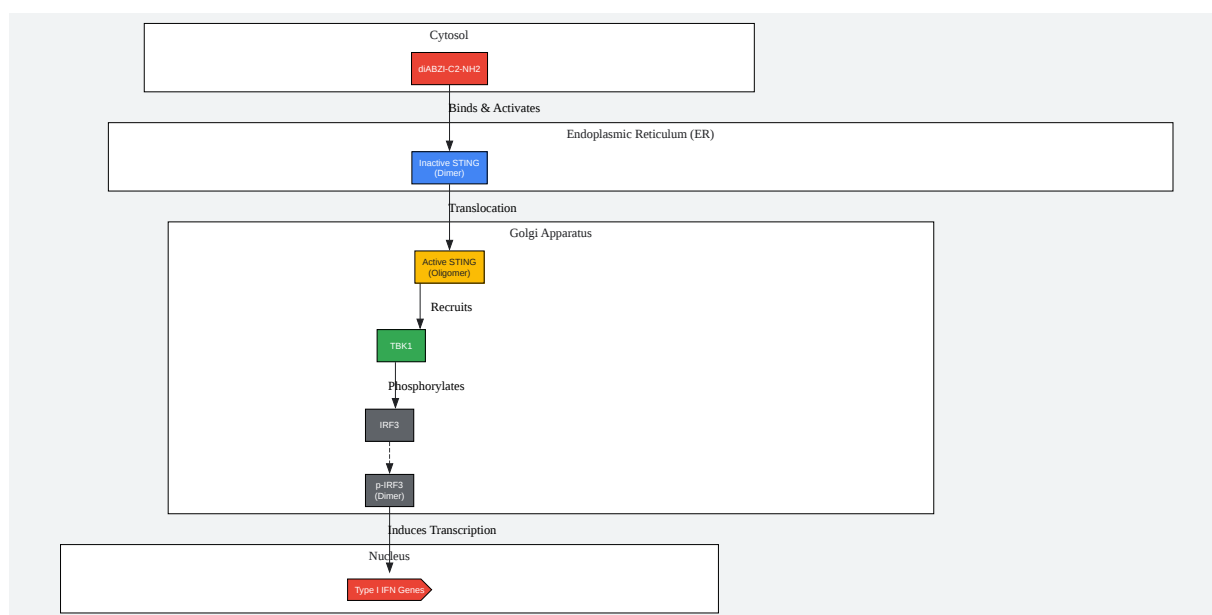 Cytosol
diABZI-C2-NH2
Binds & Activates
Endoplasmic Reticulum (ER)
Inactive STING
(Dimer)
Translocation
Golgi Apparatus
Active STING
(Oligomer)
Recruits
TBK1
Phosphorylates
IRF3
p-IRF3
(Dimer)
Induces Transcription
Nucleus
Type I IFN Genes